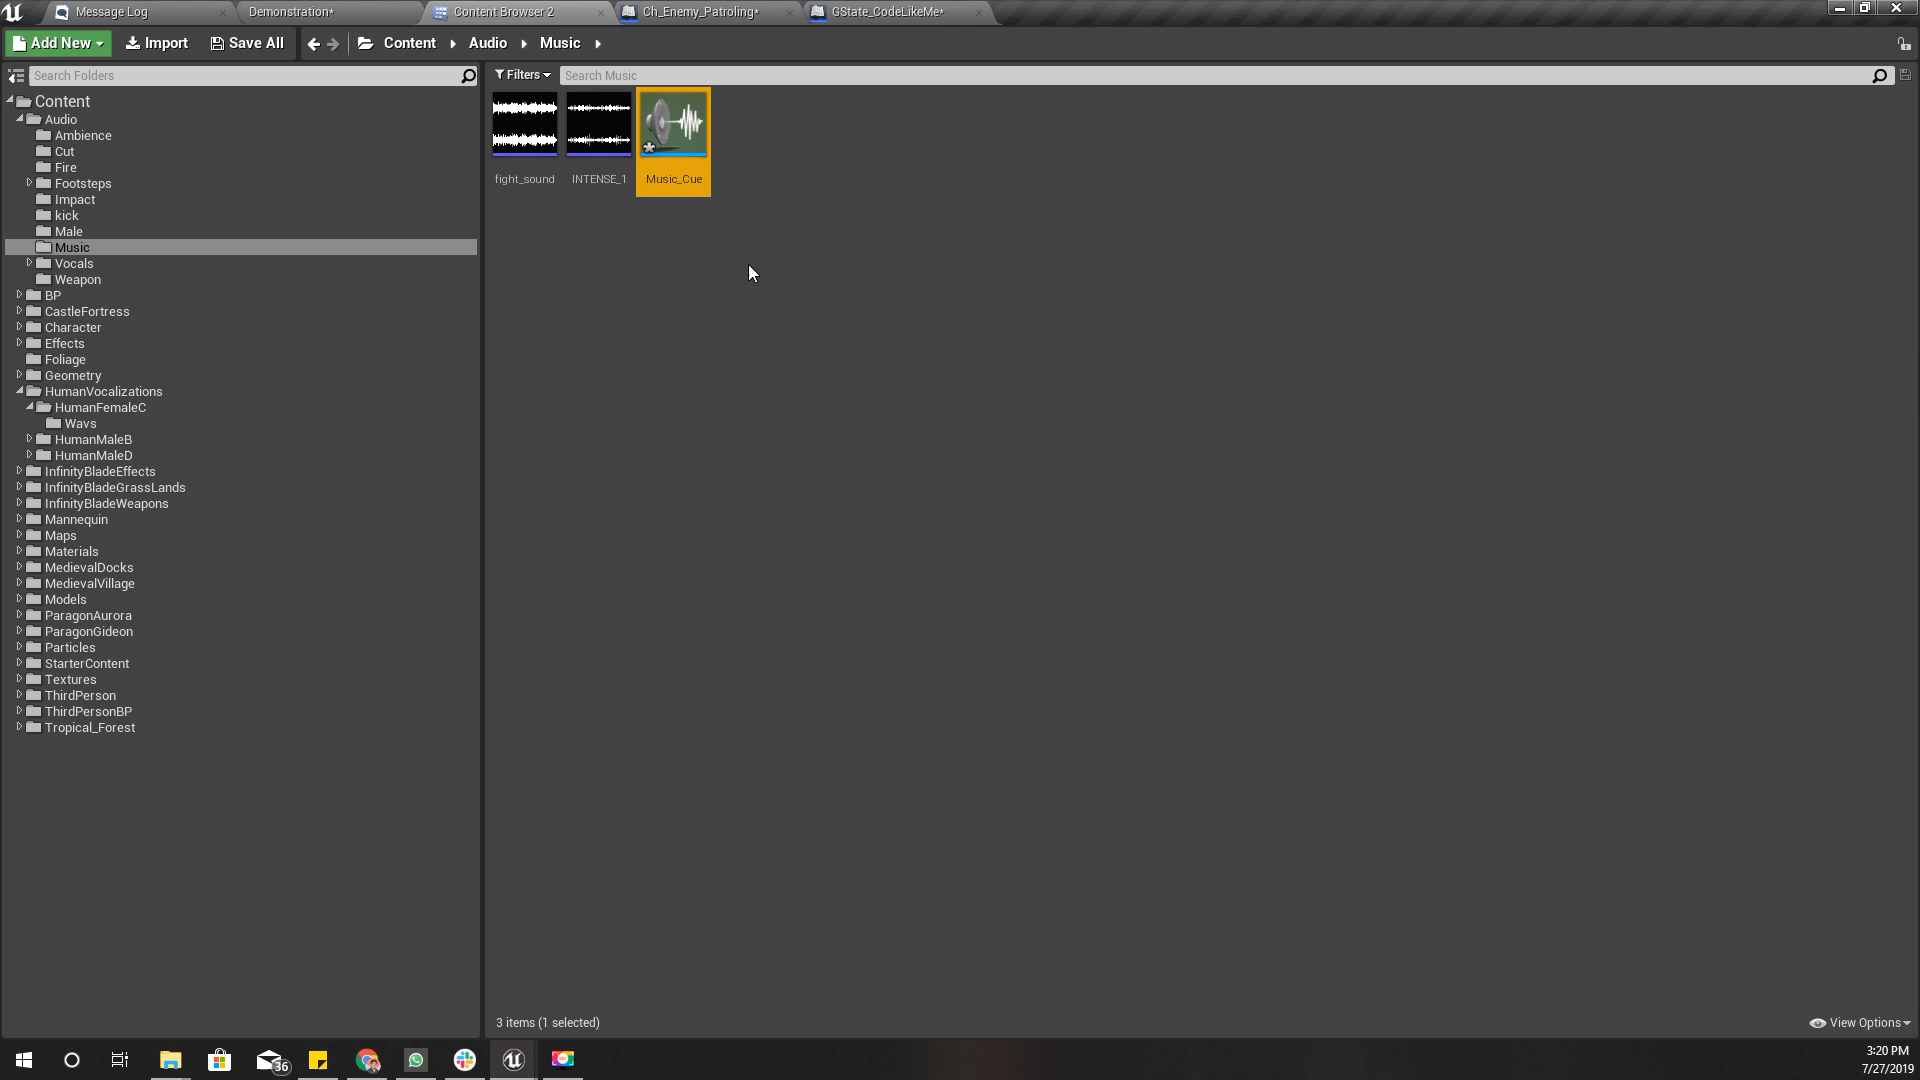 Message Log
Demonstration*
Content Browser 2
Ch_Enemy_Patroling*
GState_CodeLikeMe*
Add New
Import
Save All
Content
Audio
Music
Search Folders
Filters
Search Music
Content
Audio
Ambience
Cut
Fire
Footsteps
Impact
kick
Male
Music
Vocals
Weapon
BP
CastleFortress
Character
Effects
Foliage
Geometry
HumanVocalizations
HumanFemaleC
Wavs
HumanMaleB
HumanMaleD
InfinityBladeEffects
InfinityBladeGrassLands
InfinityBladeWeapons
Mannequin
Maps
Materials
MedievalDocks
MedievalVillage
Models
ParagonAurora
ParagonGideon
Particles
StarterContent
Textures
ThirdPerson
ThirdPersonBP
Tropical_Forest
fight_sound
INTENSE_1
Music_Cue
3 items (1 selected)
View Options
36
3:20 PM
7/27/2019